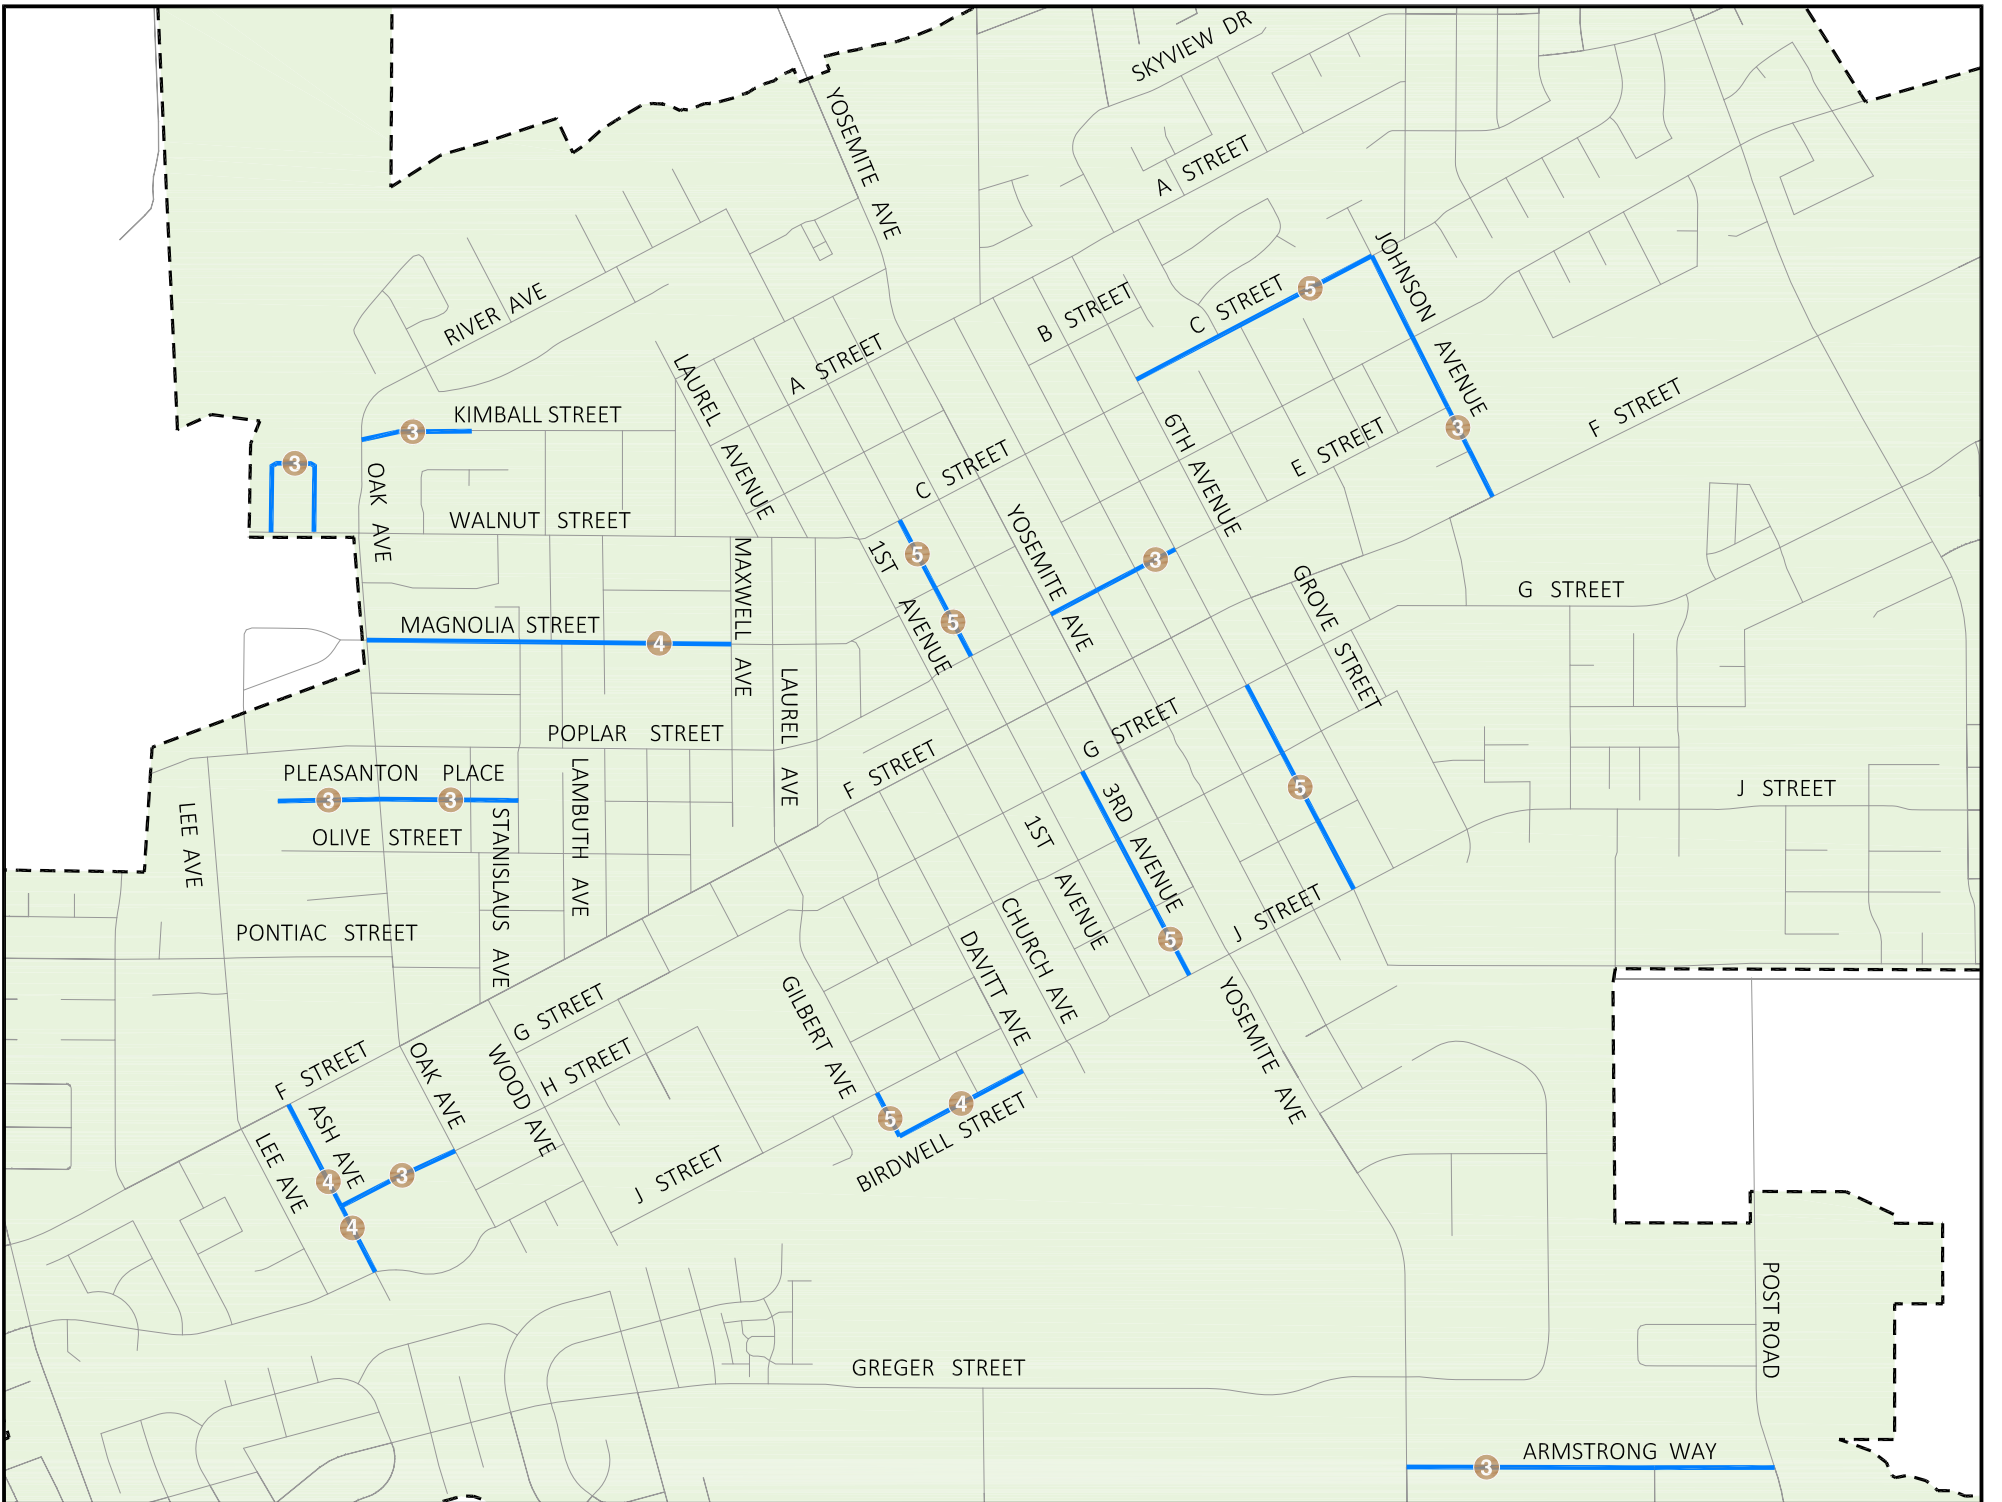 SKYVIEW DR
YOSEMITE AVE
A STREET
JOHNSON AVENUE
RIVER AVE
B STREET
C STREET
5
A STREET
LAUREL AVENUE
KIMBALL STREET
3
3
F STREET
6TH AVENUE
E STREET
3
C STREET
OAK AVE
WALNUT STREET
YOSEMITE AVE
1ST AVENUE
5
3
MAXWELL AVE
GROVE STREET
G STREET
MAGNOLIA STREET
4
5
LAUREL AVE
POPLAR STREET
G STREET
F STREET
PLEASANTON PLACE
3
3
LAMBUTH AVE
LEE AVE
OLIVE STREET
STANISLAUS AVE
3RD AVENUE
5
J STREET
1ST AVENUE
CHURCH AVE
DAVITT AVE
PONTIAC STREET
5
J STREET
GILBERT AVE
YOSEMITE AVE
G STREET
F STREET
OAK AVE
WOOD AVE
H STREET
ASH AVE
LEE AVE
4
3
4
5
4
BIRDWELL STREET
J STREET
POST ROAD
GREGER STREET
ARMSTRONG WAY
3